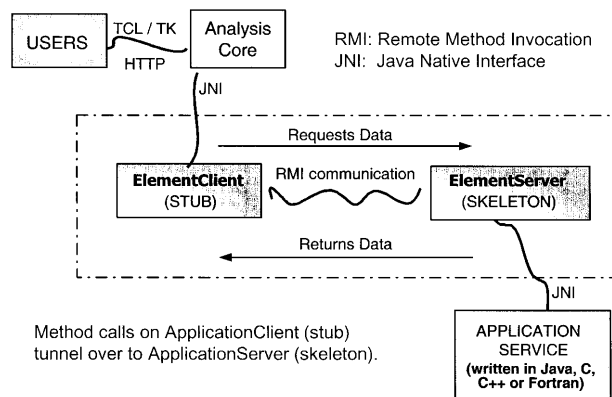 USERS
TCL / TK
HTTP
Analysis
Core
RMI: Remote Method Invocation
JNI: Java Native Interface
JNI
Requests Data
ElementClient
(STUB)
RMI communication
ElementServer
(SKELETON)
Returns Data
JNI
Method calls on ApplicationClient (stub)
tunnel over to ApplicationServer (skeleton).
APPLICATION
SERVICE
(written in Java, C,
C++ or Fortran)